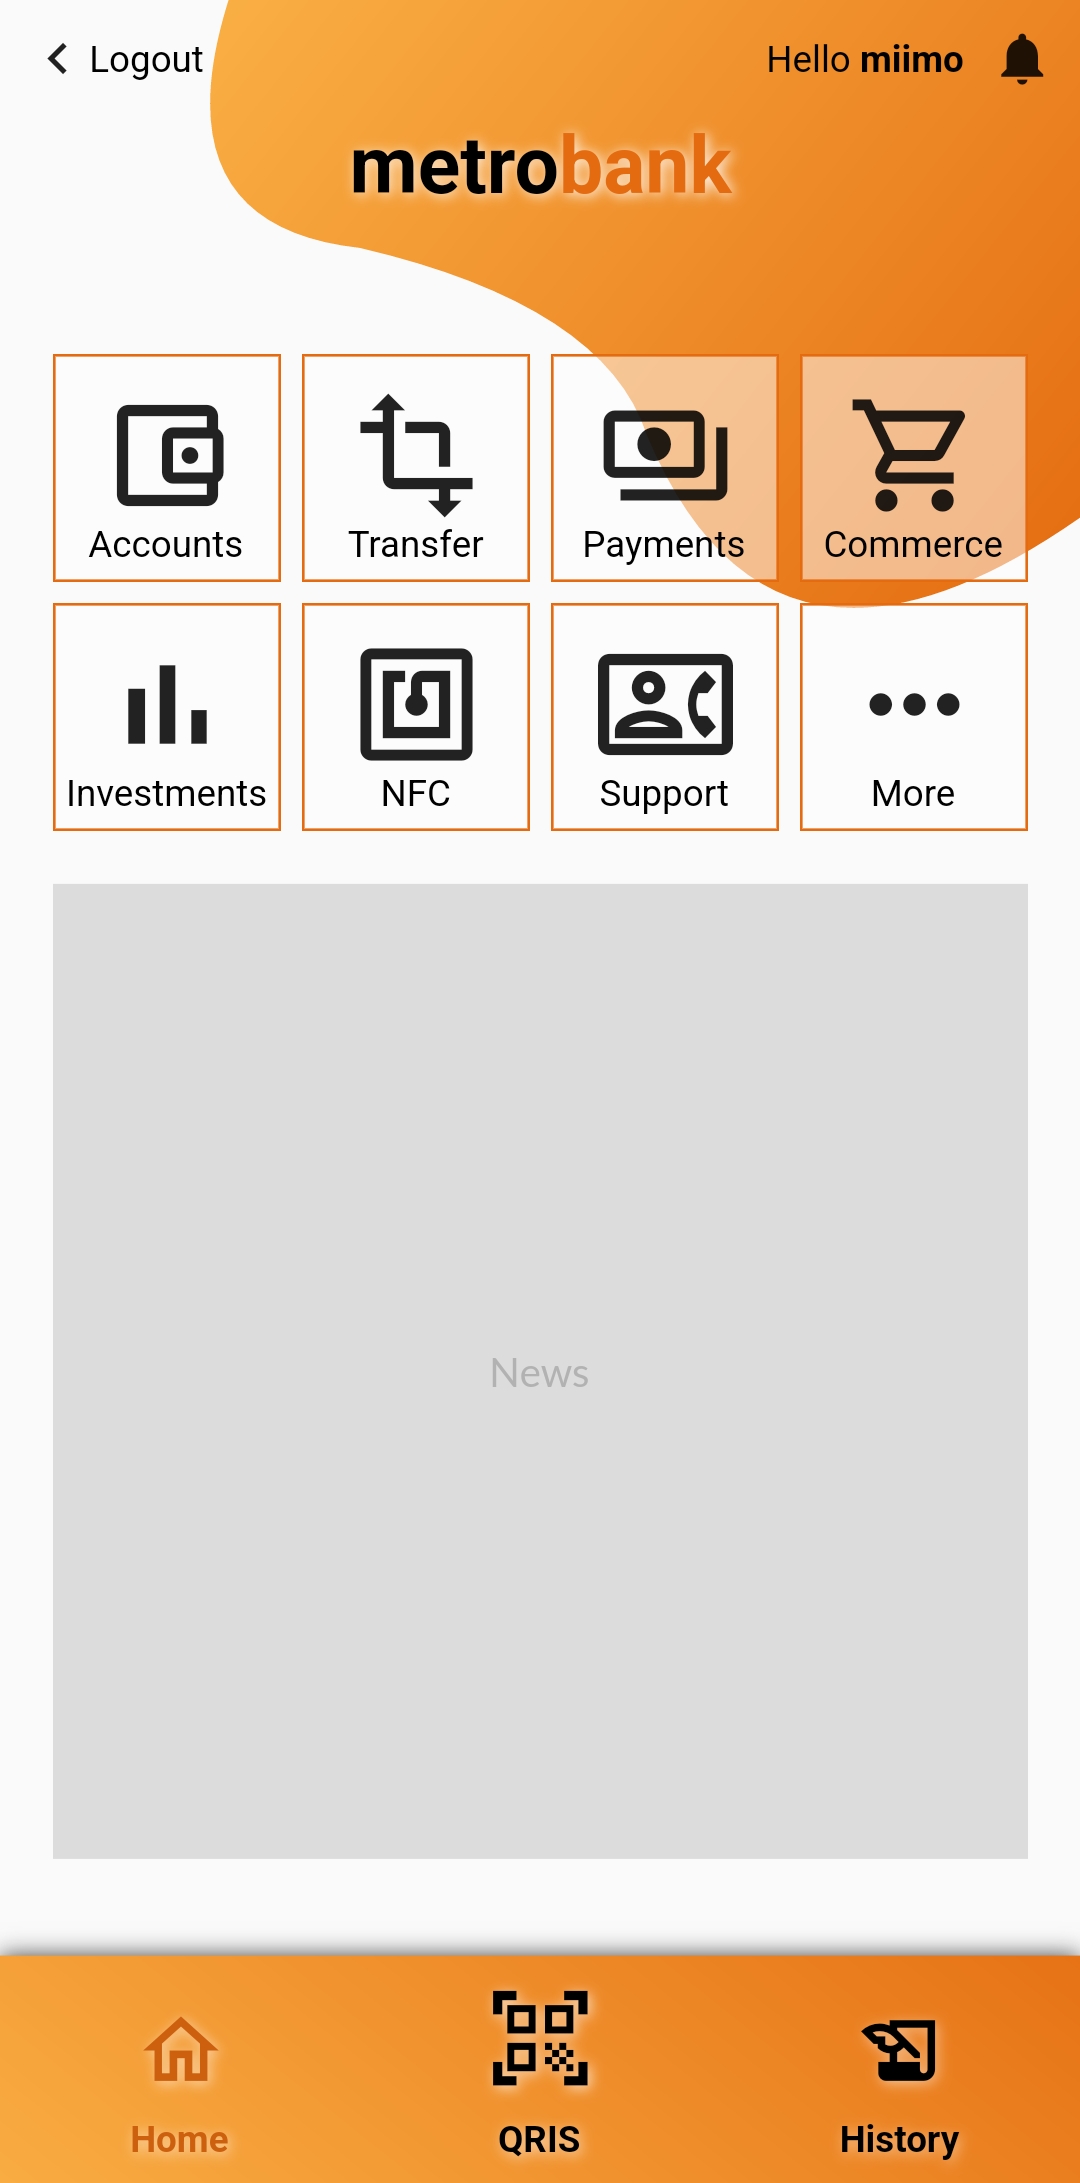 Logout
Hello miimo
metrobank
Accounts
Transfer
Payments
Commerce
Investments
NFC
Support
More
News
Home
QRIS
History